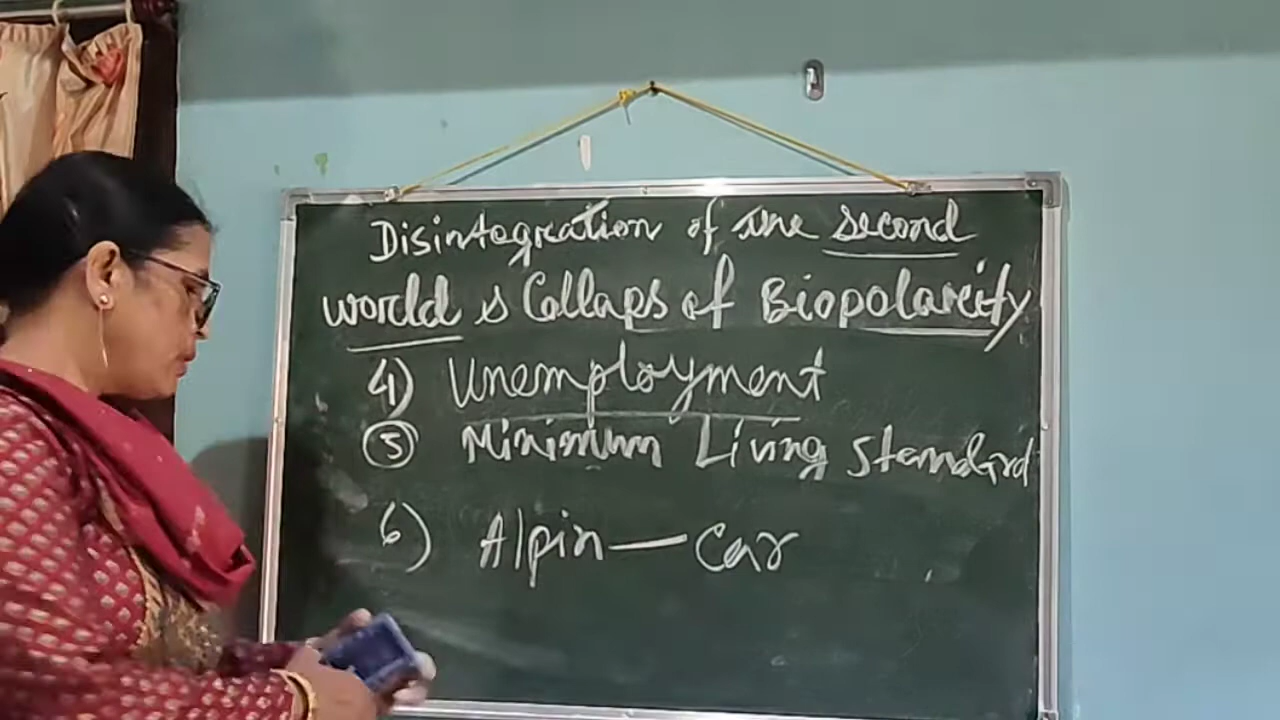 Disintegration of the second
world & Collaps of Biopolarity
4) Unemployment
5 Minimum Living Standard
6) Alpin — Car